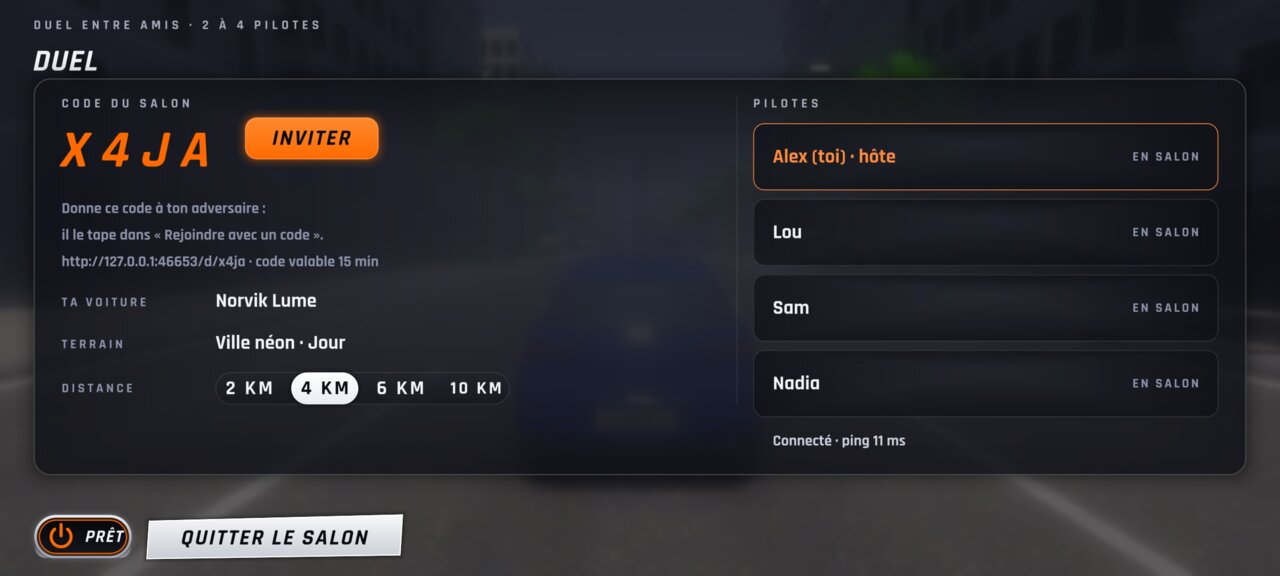 DUEL ENTRE AMIS · 2 À 4 PILOTES
DUEL
CODE DU SALON
X4JA
INVITER
Donne ce code à ton adversaire :
il le tape dans « Rejoindre avec un code ».
http://127.0.0.1:46653/d/x4ja · code valable 15 min
TA VOITURE Norvik Lume
TERRAIN Ville néon · Jour
DISTANCE 2 KM 4 KM 6 KM 10 KM
PILOTES
Alex (toi) · hôte EN SALON
Lou EN SALON
Sam EN SALON
Nadia EN SALON
Connecté · ping 11 ms
PRÊT
QUITTER LE SALON